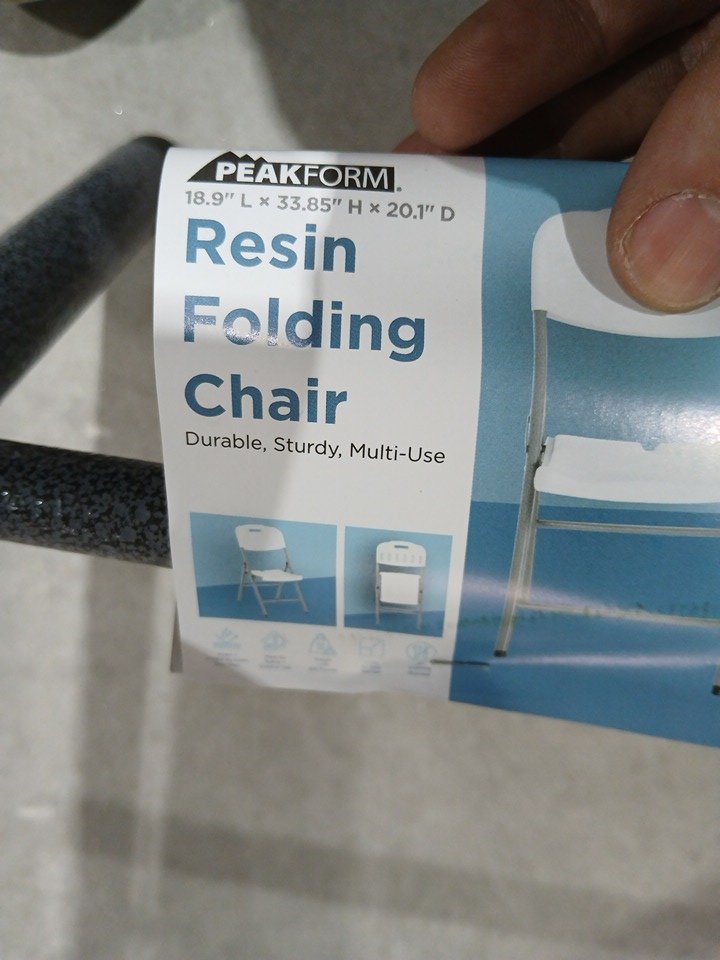 PEAKFORM.
18.9" L × 33.85" H × 20.1" D
Resin
Folding
Chair
Durable, Sturdy, Multi-Use